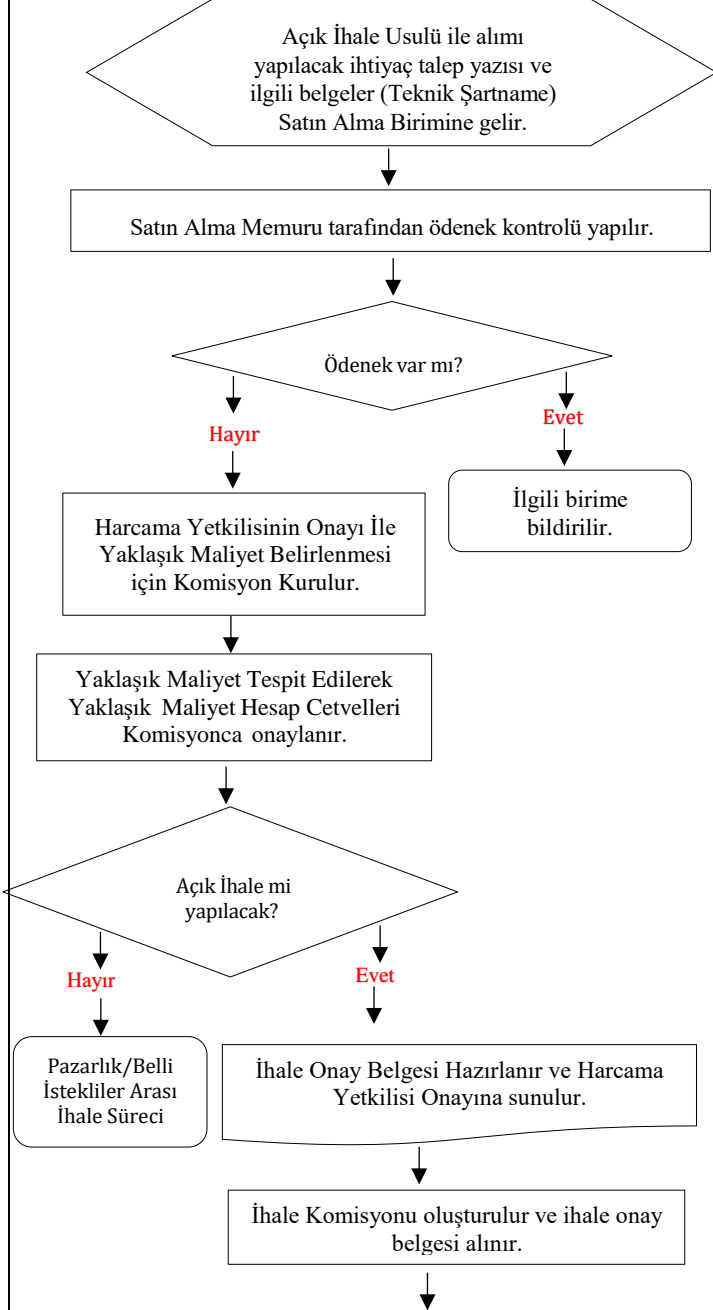 Açık İhale Usulü ile alımı
yapılacak ihtiyaç talep yazısı ve
ilgili belgeler (Teknik Şartname)
Satın Alma Birimine gelir.
Satın Alma Memuru tarafından ödenek kontrolü yapılır.
Ödenek var mı?
Hayır
Evet
Harcama Yetkilisinin Onayı İle
Yaklaşık Maliyet Belirlenmesi
için Komisyon Kurulur.
İlgili birime
bildirilir.
Yaklaşık Maliyet Tespit Edilerek
Yaklaşık Maliyet Hesap Cetvelleri
Komisyonca onaylanır.
Açık İhale mi
yapılacak?
Hayır
Evet
Pazarlık/Belli
İstekliler Arası
İhale Süreci
İhale Onay Belgesi Hazırlanır ve Harcama
Yetkilisi Onayına sunulur.
İhale Komisyonu oluşturulur ve ihale onay
belgesi alınır.